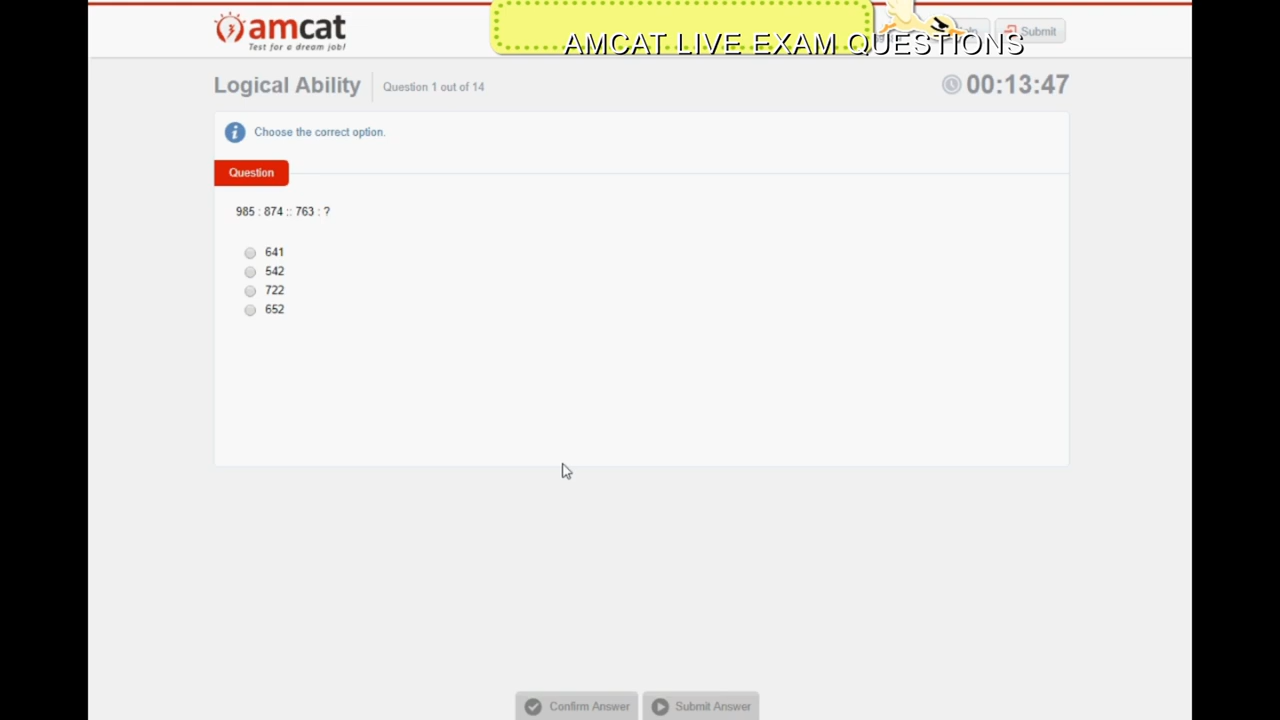 amcat
Test for a dream job!
AMCAT LIVE EXAM QUESTIONS
Submit
Logical Ability
Question 1 out of 14
00:13:47
Choose the correct option.
Question
985 : 874 :: 763 : ?
641
542
722
652
Confirm Answer
Submit Answer